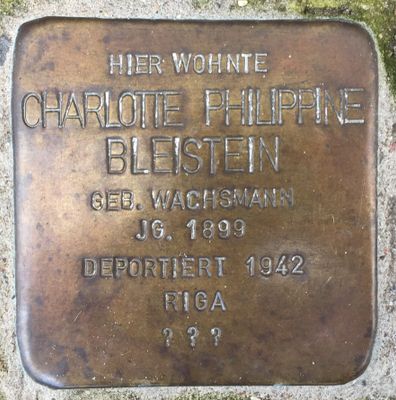 HIER WOHNTE
CHARLOTTE PHILIPPINE
BLEISTEIN
GEB. WACHSMANN
JG. 1899
DEPORTIERT 1942
RIGA
? ? ?